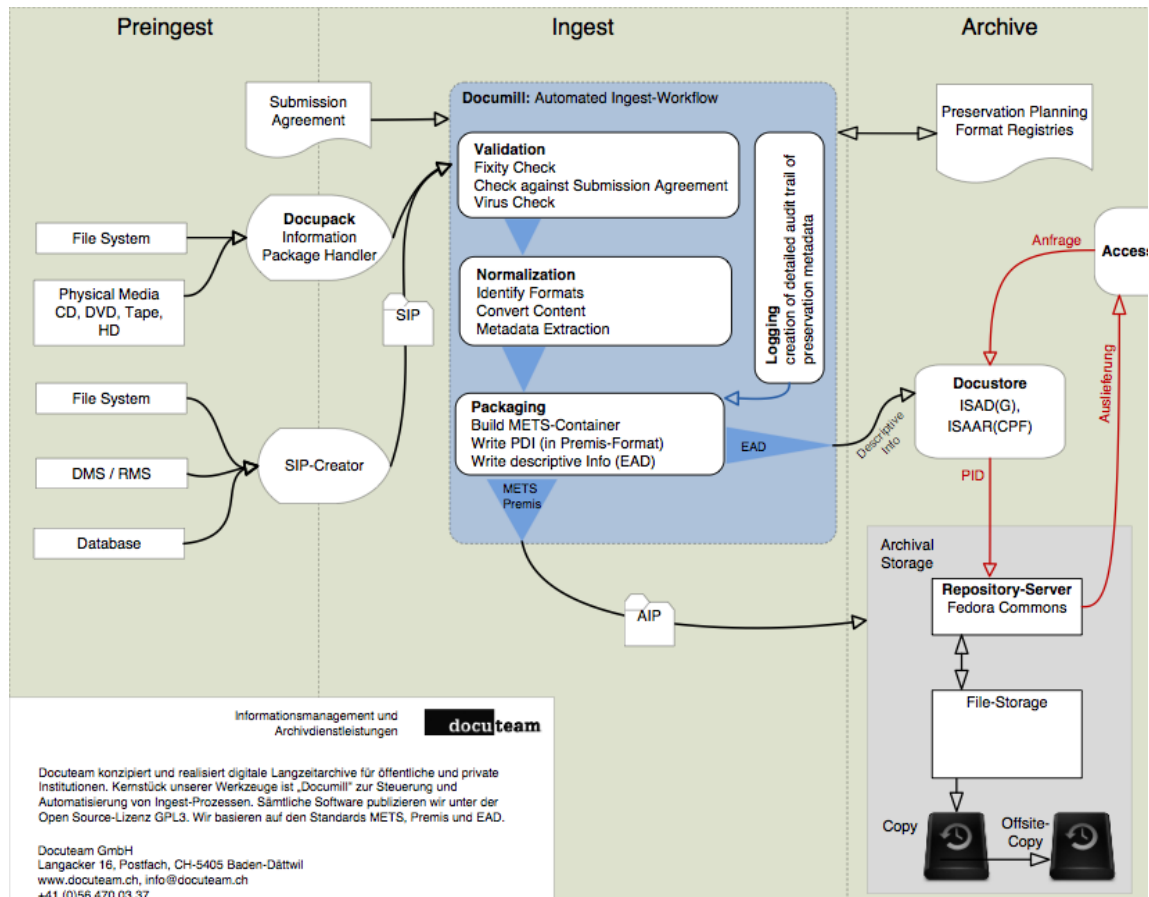 Preingest
Ingest
Archive
Submission
Agreement
Documill: Automated Ingest-Workflow
Preservation Planning
Format Registries
Validation
Fixity Check
Check against Submission Agreement
Virus Check
Logging
creation of detailed audit trail of
preservation metadata
Docupack
Information
Package Handler
File System
Physical Media
CD, DVD, Tape,
HD
Normalization
Identify Formats
Convert Content
Metadata Extraction
SIP
Anfrage
Access
Auslieferung
File System
DMS / RMS
Database
SIP-Creator
Packaging
Build METS-Container
Write PDI (in Premis-Format)
Write descriptive Info (EAD)
EAD
METS
Premis
Descriptive
Info
Docustore
ISAD(G),
ISAAR(CPF)
PID
AIP
Archival
Storage
Repository-Server
Fedora Commons
File-Storage
Copy
Offsite-
Copy
Informationsmanagement und
Archivdienstleistungen
docuteam
Docuteam konzipiert und realisiert digitale Langzeitarchive für öffentliche und private
Institutionen. Kernstück unserer Werkzeuge ist „Documill" zur Steuerung und
Automatisierung von Ingest-Prozessen. Sämtliche Software publizieren wir unter der
Open Source-Lizenz GPL3. Wir basieren auf den Standards METS, Premis und EAD.
Docuteam GmbH
Langacker 16, Postfach, CH-5405 Baden-Dättwil
www.docuteam.ch, info@docuteam.ch
+41 (0)56 470 03 37